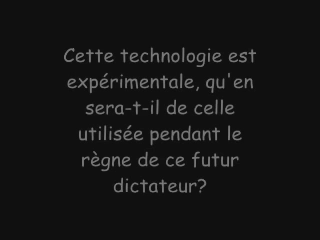 Cette technologie est
expérimentale, qu'en
sera-t-il de celle
utilisée pendant le
règne de ce futur
dictateur?